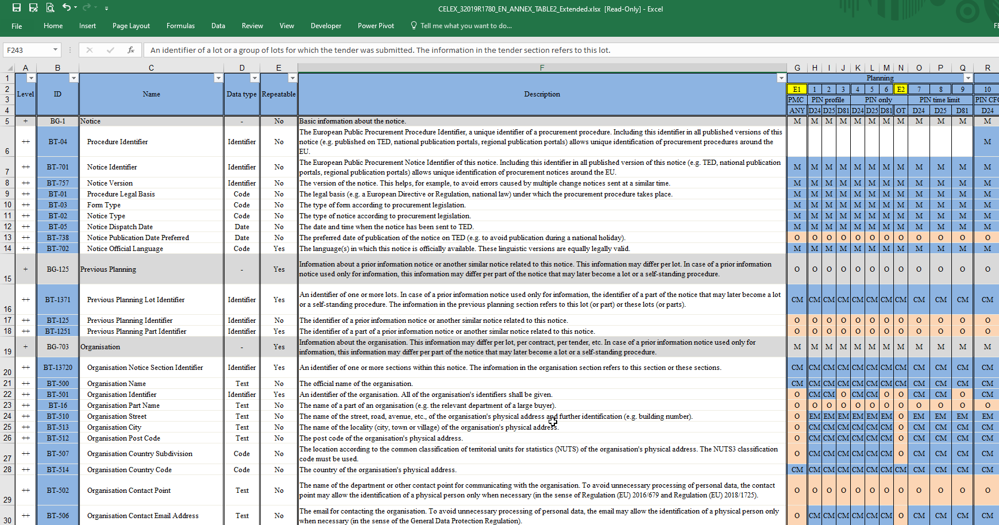 CELEX_32019R1780_EN_ANNEX_TABLE2_Extended.xlsx [Read-Only] - Excel
File Home Insert Page Layout Formulas Data Review View Developer Power Pivot Tell me what you want to do...
F243 fx An identifier of a lot or a group of lots for which the tender was submitted. The information in the tender section refers to this lot.
A B C D E F G H I J K L M N O P Q R
1 Planning
2 Level ID Name Data type Repeatable Description E1 1 2 3 4 5 6 E2 7 8 9 10
3 PMC PIN profile PIN only PIN time limit PIN CFC
4 ANY D24 D25 D81 D24 D25 D81 OT D24 D25 D81 D24
5 + BG-1 Notice - No Basic information about the notice. M M M M M M M M M M M M
6 ++ BT-04 Procedure Identifier Identifier No The European Public Procurement Procedure Identifier, a unique identifier of a procurement procedure. Including this identifier in all published versions of this
notice (e.g. published on TED, national publication portals, regional publication portals) allows unique identification of procurement procedures around the
EU. M
7 ++ BT-701 Notice Identifier Identifier No The European Public Procurement Notice Identifier of this notice. Including this identifier in all published version of this notice (e.g. TED, national publication
portals, regional publication portals) allows unique identification of procurement notices around the EU. M M M M M M M M M M M M
8 ++ BT-757 Notice Version Identifier No The version of the notice. This helps, for example, to avoid errors caused by multiple change notices sent at a similar time. M M M M M M M M M M M M
9 ++ BT-01 Procedure Legal Basis Code No The legal basis (e.g. a European Directive or Regulation, national law) under which the procurement procedure takes place. M M M M M M M M M M M M
10 ++ BT-03 Form Type Code No The type of form according to procurement legislation. M M M M M M M M M M M M
11 ++ BT-02 Notice Type Code No The type of notice according to procurement legislation. M M M M M M M M M M M M
12 ++ BT-05 Notice Dispatch Date Date No The date and time when the notice has been sent to TED. M M M M M M M M M M M M
13 ++ BT-738 Notice Publication Date Preferred Date No The preferred date of publication of the notice on TED (e.g. to avoid publication during a national holiday). O O O O O O O O O O O O
14 ++ BT-702 Notice Official Language Code Yes The language(s) in which this notice is officially available. These linguistic versions are equally legally valid. M M M M M M M M M M M M
15 + BG-125 Previous Planning - Yes Information about a prior information notice or another similar notice related to this notice. This information may differ per lot. In case of a prior information
notice used only for information, this information may differ per part of the notice that may later become a lot or a self-standing procedure. O O O O O O O O O O O O
16 ++ BT-1371 Previous Planning Lot Identifier Identifier Yes An identifier of one or more lots. In case of a prior information notice used only for information, the identifier of a part of the notice that may later become a lot
or a self-standing procedure. The information in the previous planning section refers to this lot (or part) or these lots (or parts). CM CM CM CM CM CM CM CM CM CM CM CM
17 ++ BT-125 Previous Planning Identifier Identifier No The identifier of a prior information notice or another similar notice related to this notice. O O O O O O O O O O O O
18 ++ BT-1251 Previous Planning Part Identifier Identifier Yes The identifier of a part of a prior information notice or another similar notice related to this notice. O O O O O O O O O O O O
19 + BG-703 Organisation - Yes Information about the organisation. This information may differ per lot, per contract, per tender, etc. In case of a prior information notice used only for
information, this information may differ per part of the notice that may later become a lot or a self-standing procedure. M M M M M M M M M M M M
20 ++ BT-13720 Organisation Notice Section Identifier Identifier Yes An identifier of one or more sections within this notice. The information in the organisation section refers to this section or these sections. CM CM CM CM CM CM CM CM CM CM CM CM
21 ++ BT-500 Organisation Name Text No The official name of the organisation. CM CM CM CM CM CM CM CM CM CM CM CM
22 ++ BT-501 Organisation Identifier Identifier Yes An identifier of the organisation. All of the organisation's identifiers shall be given. O CM CM O CM CM O O CM CM O CM
23 ++ BT-16 Organisation Part Name Text No The name of a part of an organisation (e.g. the relevant department of a large buyer). O O O O O O O O O O O O
24 ++ BT-510 Organisation Street Text No The name of the street, road, avenue, etc., of the organisation's physical address and further identification (e.g. building number). O EM EM EM EM EM EM O EM EM EM EM
25 ++ BT-513 Organisation City Text No The name of the locality (city, town or village) of the organisation's physical address. O CM CM CM CM CM CM O CM CM CM CM
26 ++ BT-512 Organisation Post Code Text No The post code of the organisation's physical address. O CM CM CM CM CM CM O CM CM CM CM
27 ++ BT-507 Organisation Country Subdivision Code No The location according to the common classification of territorial units for statistics (NUTS) of the organisation's physical address. The NUTS3 classification
code must be used. O CM CM CM CM CM CM O CM CM CM CM
28 ++ BT-514 Organisation Country Code Code No The country of the organisation's physical address. CM CM CM CM CM CM CM CM CM CM CM CM
29 ++ BT-502 Organisation Contact Point Text No The name of the department or other contact point for communicating with the organisation. To avoid unnecessary processing of personal data, the contact
point may allow the identification of a physical person only when necessary (in the sense of Regulation (EU) 2016/679 and Regulation (EU) 2018/1725). O O O O O O O O O O O O
30 ++ BT-506 Organisation Contact Email Address Text No The email for contacting the organisation. To avoid unnecessary processing of personal data, the email may allow the identification of a physical person only
when necessary (in the sense of the General Data Protection Regulation). O CM CM CM CM CM CM O CM CM CM CM